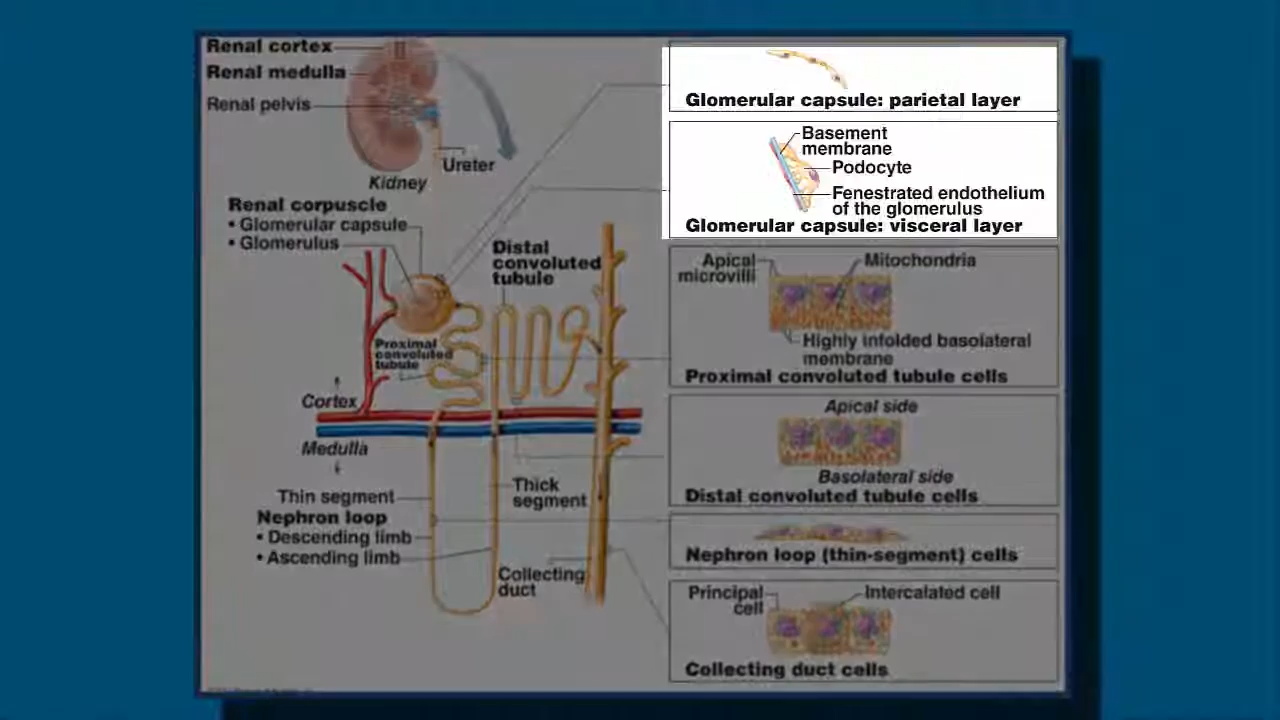 Renal cortex
Renal medulla
Renal pelvis
Ureter
Kidney
Renal corpuscle
• Glomerular capsule
• Glomerulus
Distal
convoluted
tubule
Proximal
convoluted
tubule
Cortex
Medulla
Thin segment
Nephron loop
• Descending limb
• Ascending limb
Thick
segment
Collecting
duct
Glomerular capsule: parietal layer
Basement
membrane
Podocyte
Fenestrated endothelium
of the glomerulus
Glomerular capsule: visceral layer
Apical
microvilli
Mitochondria
Highly infolded basolateral
membrane
Proximal convoluted tubule cells
Apical side
Basolateral side
Distal convoluted tubule cells
Nephron loop (thin-segment) cells
Principal
cell
Intercalated cell
Collecting duct cells